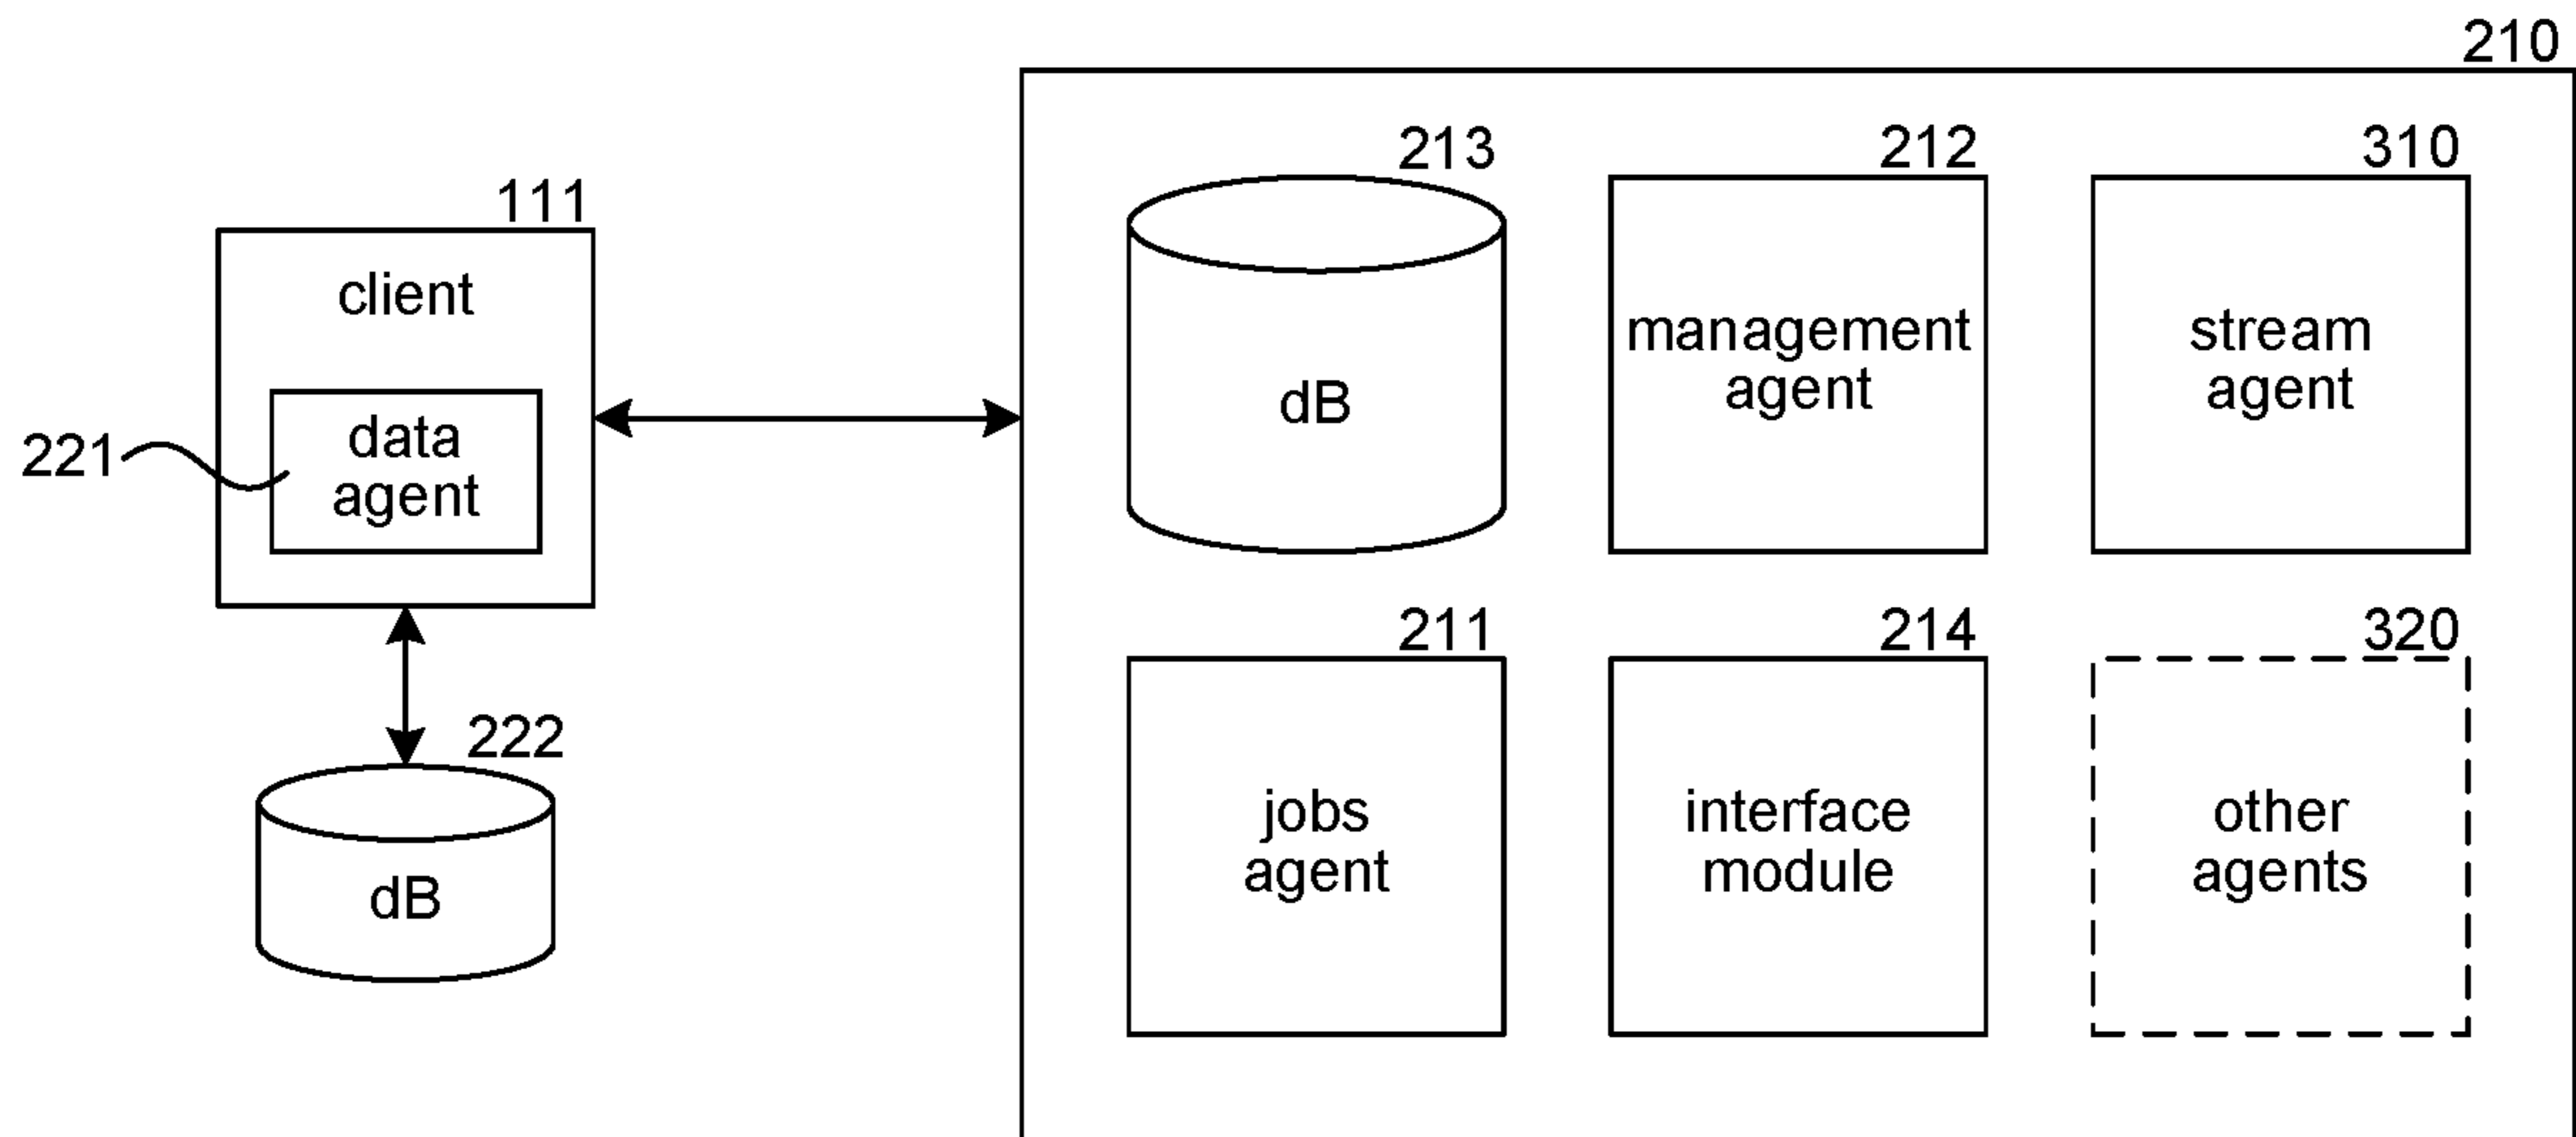 210
213
212
310
111
client
management
agent
stream
agent
dB
data
agent
221
211
214
320
222
jobs
agent
interface
module
other
agents
dB